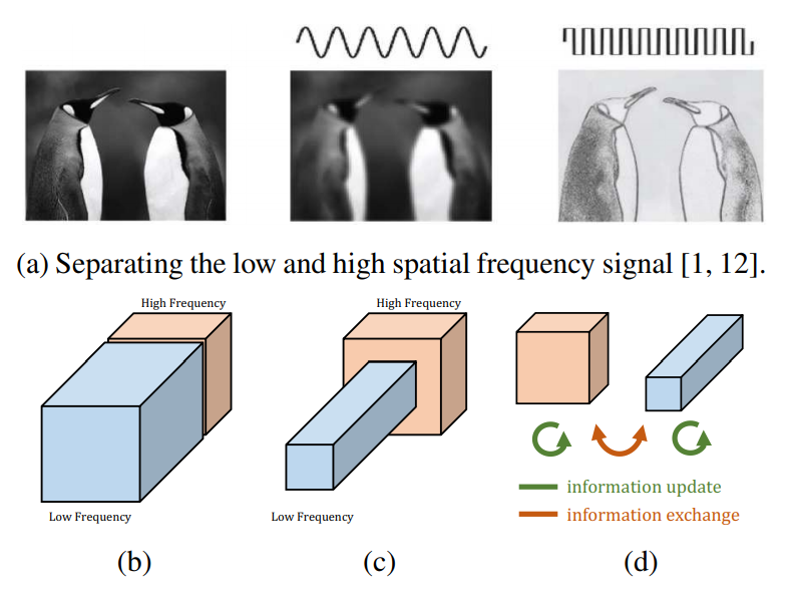 (a) Separating the low and high spatial frequency signal [1, 12].
High Frequency
High Frequency
information update
information exchange
Low Frequency
Low Frequency
(b)
(c)
(d)